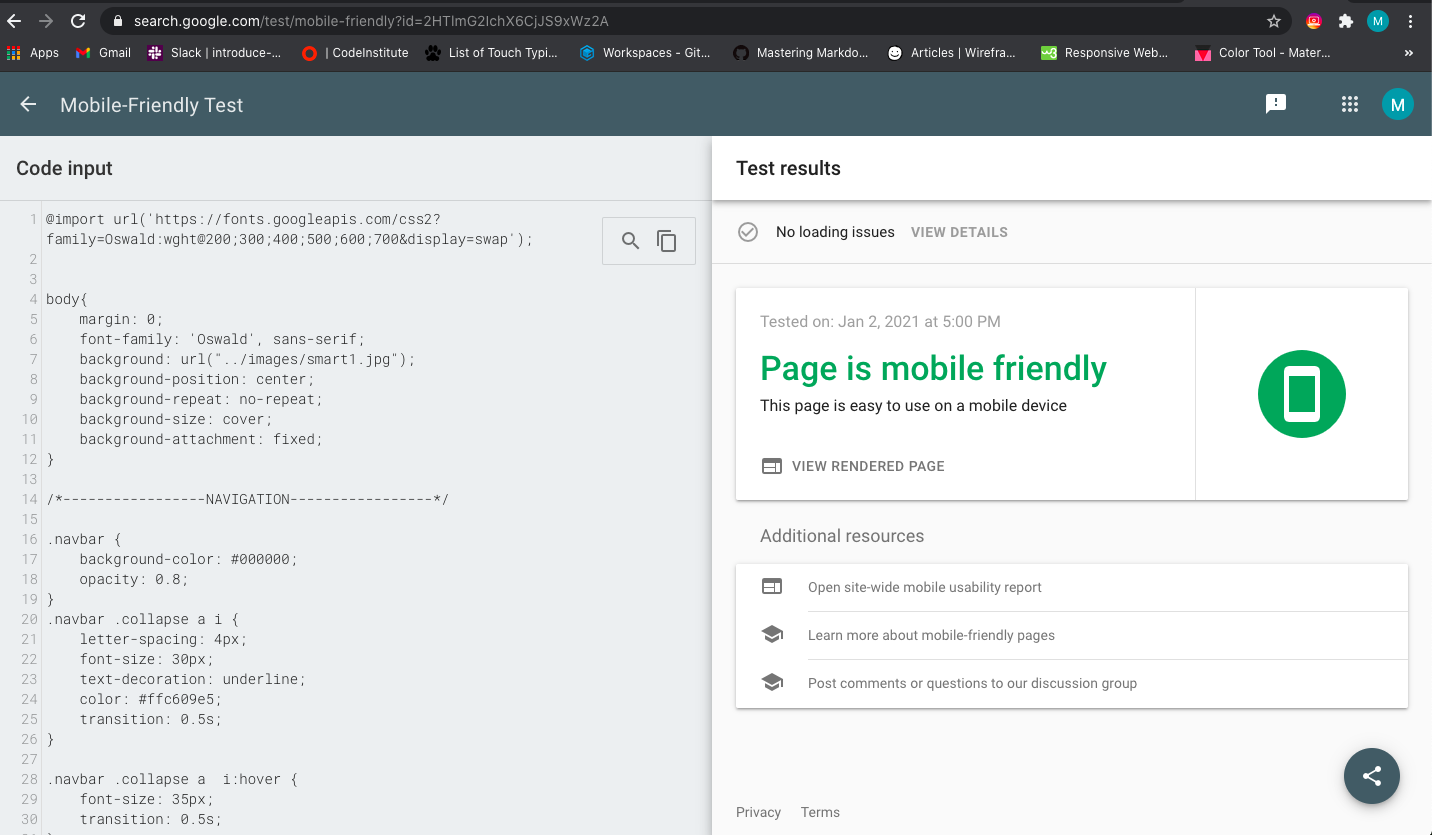 search.google.com/test/mobile-friendly?id=2HTlmG2IchX6CjJS9xWz2A
M
Apps Gmail Slack | introduce-... | CodeInstitute List of Touch Typi... Workspaces - Git... Mastering Markdo... Articles | Wirefra... Responsive Web... Color Tool - Mater... »
Mobile-Friendly Test
M
Code input
1 @import url('https://fonts.googleapis.com/css2?
family=Oswald:wght@200;300;400;500;600;700&display=swap');
2
3
4 body{
5 margin: 0;
6 font-family: 'Oswald', sans-serif;
7 background: url("../images/smart1.jpg");
8 background-position: center;
9 background-repeat: no-repeat;
10 background-size: cover;
11 background-attachment: fixed;
12 }
13
14 /*-----------------NAVIGATION-----------------*/
15
16 .navbar {
17 background-color: #000000;
18 opacity: 0.8;
19 }
20 .navbar .collapse a i {
21 letter-spacing: 4px;
22 font-size: 30px;
23 text-decoration: underline;
24 color: #ffc609e5;
25 transition: 0.5s;
26 }
27
28 .navbar .collapse a  i:hover {
29 font-size: 35px;
30 transition: 0.5s;
Test results
No loading issues VIEW DETAILS
Tested on: Jan 2, 2021 at 5:00 PM
Page is mobile friendly
This page is easy to use on a mobile device
VIEW RENDERED PAGE
Additional resources
Open site-wide mobile usability report
Learn more about mobile-friendly pages
Post comments or questions to our discussion group
Privacy Terms